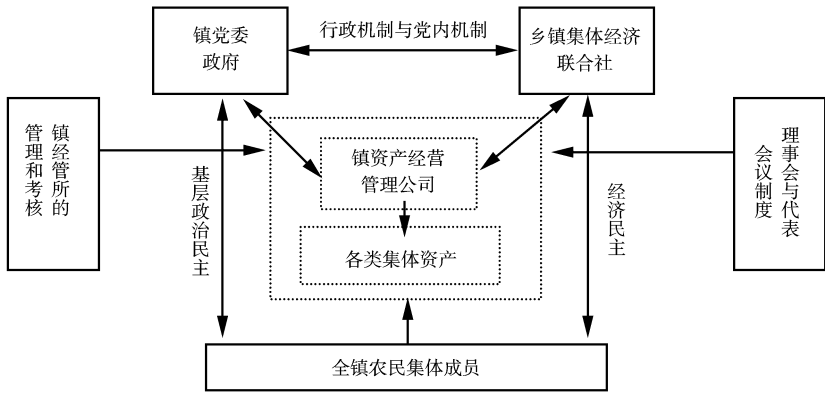 镇党委
政府
行政机制与党内机制
乡镇集体经济
联合社
镇经管所的
管理和考核
基层政治民主
镇资产经营
管理公司
各类集体资产
经济民主
理事会与代表
会议制度
全镇农民集体成员